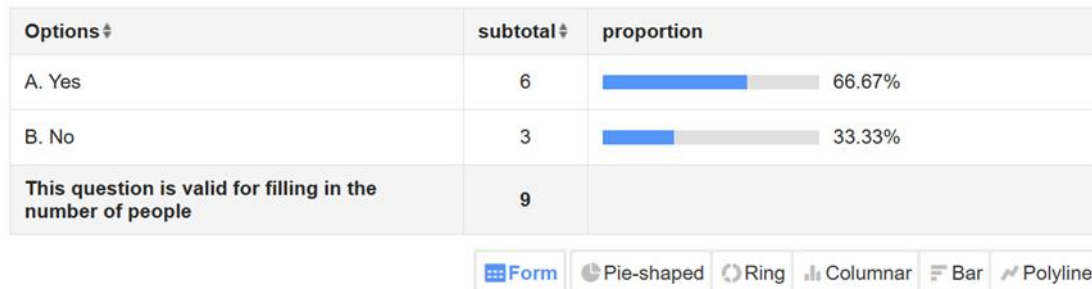 Options subtotal proportion
A. Yes 6 66.67%
B. No 3 33.33%
This question is valid for filling in the
number of people 9
Form Pie-shaped Ring Columnar Bar Polyline